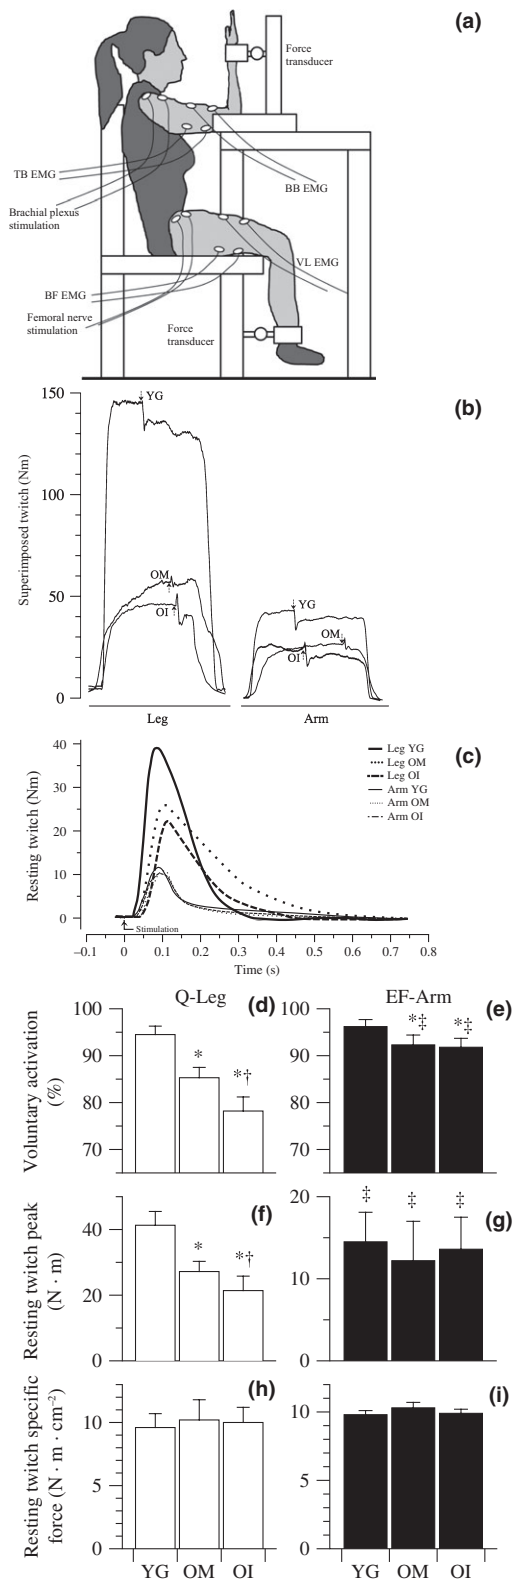 (a)
Force
transducer
TB EMG
BB EMG
Brachial plexus
stimulation
VL EMG
BF EMG
Femoral nerve
stimulation
Force
transducer
(b)
Superimposed twitch (Nm)
150
100
50
0
YG
OM
OI
YG
OM
OI
Leg
Arm
(c)
Resting twitch (Nm)
40
30
20
10
0
Leg YG
Leg OM
Leg OI
Arm YG
Arm OM
Arm OI
Stimulation
−0.1 0 0.1 0.2 0.3 0.4 0.5 0.6 0.7 0.8
Time (s)
Q-Leg
(d)
Voluntary activation
(%)
100
90
80
70
*
*†
EF-Arm
(e)
100
90
80
70
*‡
*‡
(f)
Resting twitch peak
(N · m)
40
20
0
*
*†
(g)
20
10
0
‡
‡
‡
(h)
Resting twitch specific
force (N · m · cm⁻²)
10
5
0
YG OM OI
(i)
10
5
0
YG OM OI